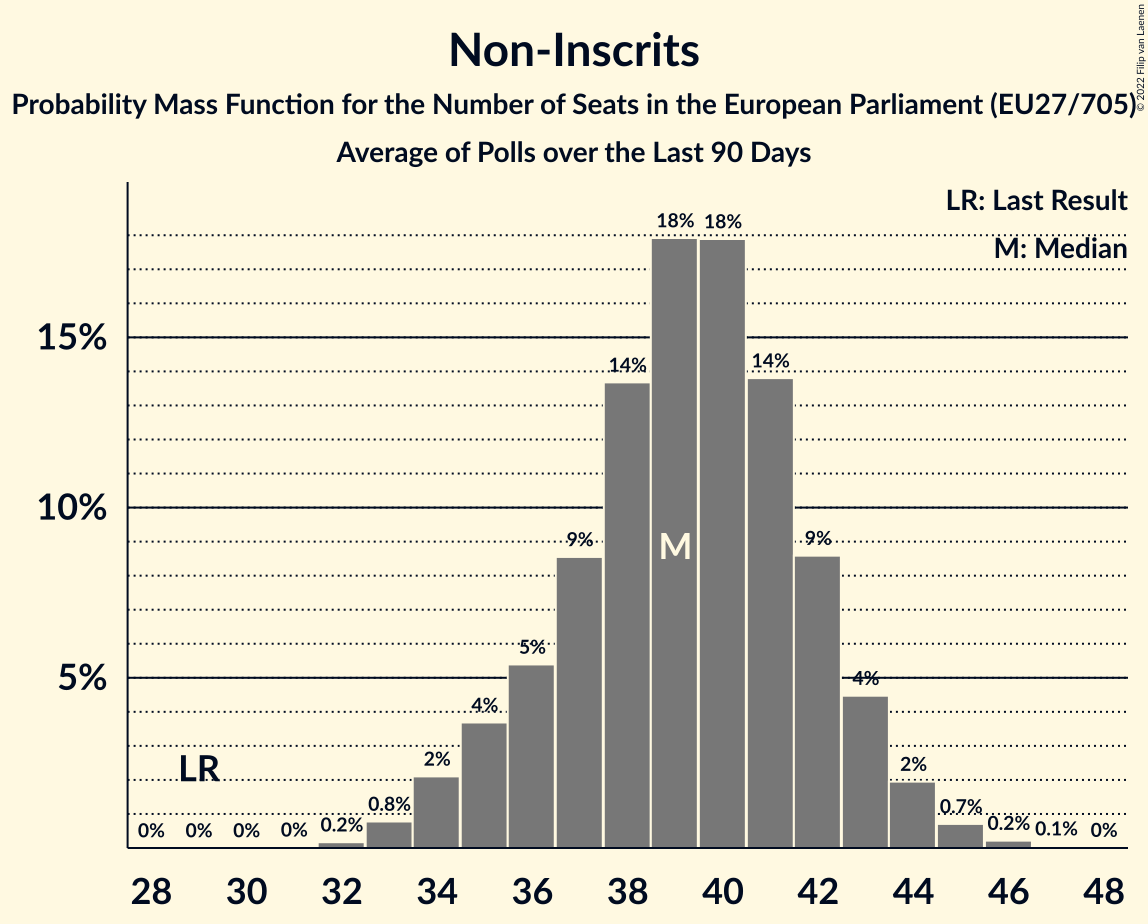 Non-Inscrits
Probability Mass Function for the Number of Seats in the European Parliament (EU27/705)
Average of Polls over the Last 90 Days
© 2022 Filip van Laenen
LR: Last Result
M: Median
15%
10%
5%
0% 0% 0% 0% 0.2% 0.8% 2% 4% 5% 9% 14% 18% 18% 14% 9% 4% 2% 0.7% 0.2% 0.1% 0%
LR
M
28 30 32 34 36 38 40 42 44 46 48